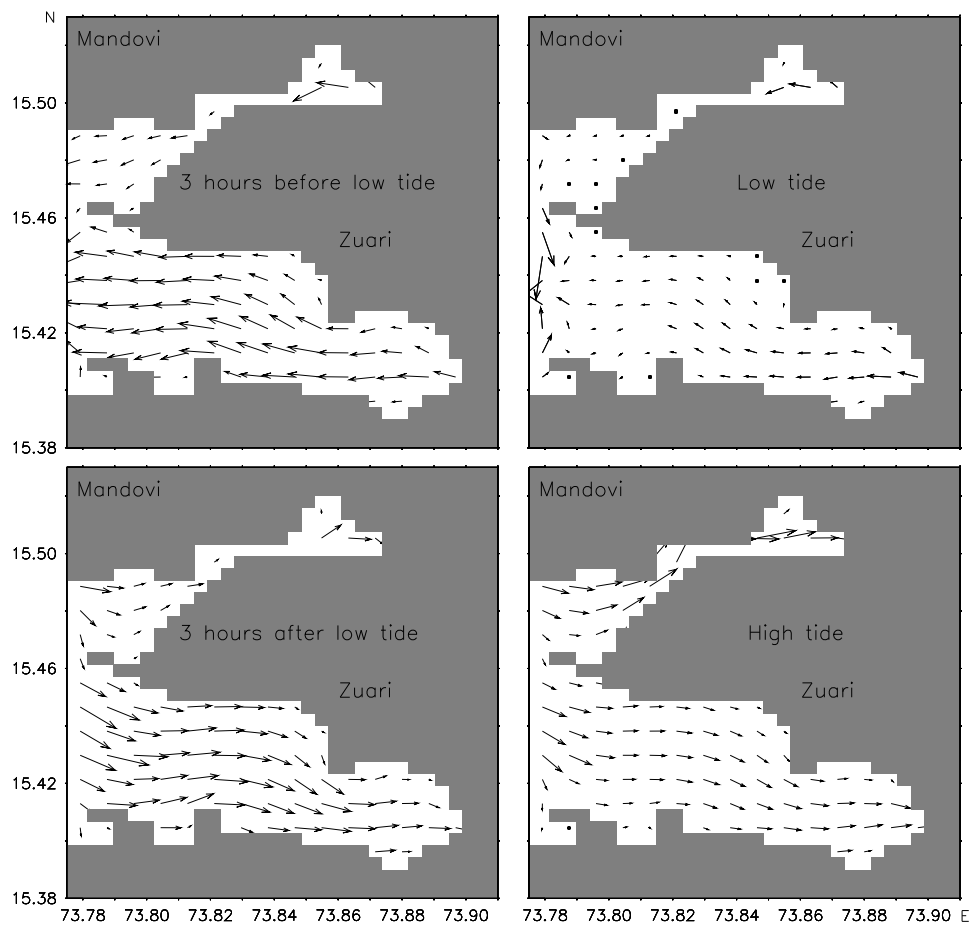 N
Mandovi
Mandovi
15.50
3 hours before low tide
Low tide
15.46
Zuari
Zuari
15.42
15.38
Mandovi
Mandovi
15.50
3 hours after low tide
High tide
15.46
Zuari
Zuari
15.42
15.38
73.78 73.80 73.82 73.84 73.86 73.88 73.90
73.78 73.80 73.82 73.84 73.86 73.88 73.90 E